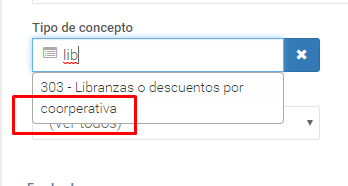 Tipo de concepto
lib
303 - Libranzas o descuentos por
coorperativa
(ver todos)